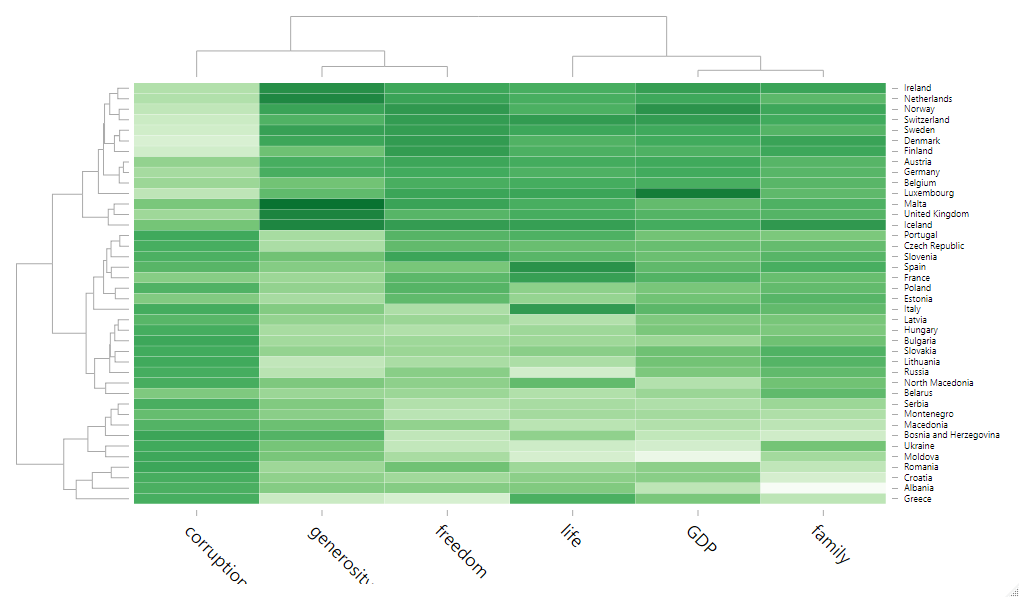 Ireland
Netherlands
Norway
Switzerland
Sweden
Denmark
Finland
Austria
Germany
Belgium
Luxembourg
Malta
United Kingdom
Iceland
Portugal
Czech Republic
Slovenia
Spain
France
Poland
Estonia
Italy
Latvia
Hungary
Bulgaria
Slovakia
Lithuania
Russia
North Macedonia
Belarus
Serbia
Montenegro
Macedonia
Bosnia and Herzegovina
Ukraine
Moldova
Romania
Croatia
Albania
Greece
corruption
generosity
freedom
life
GDP
family